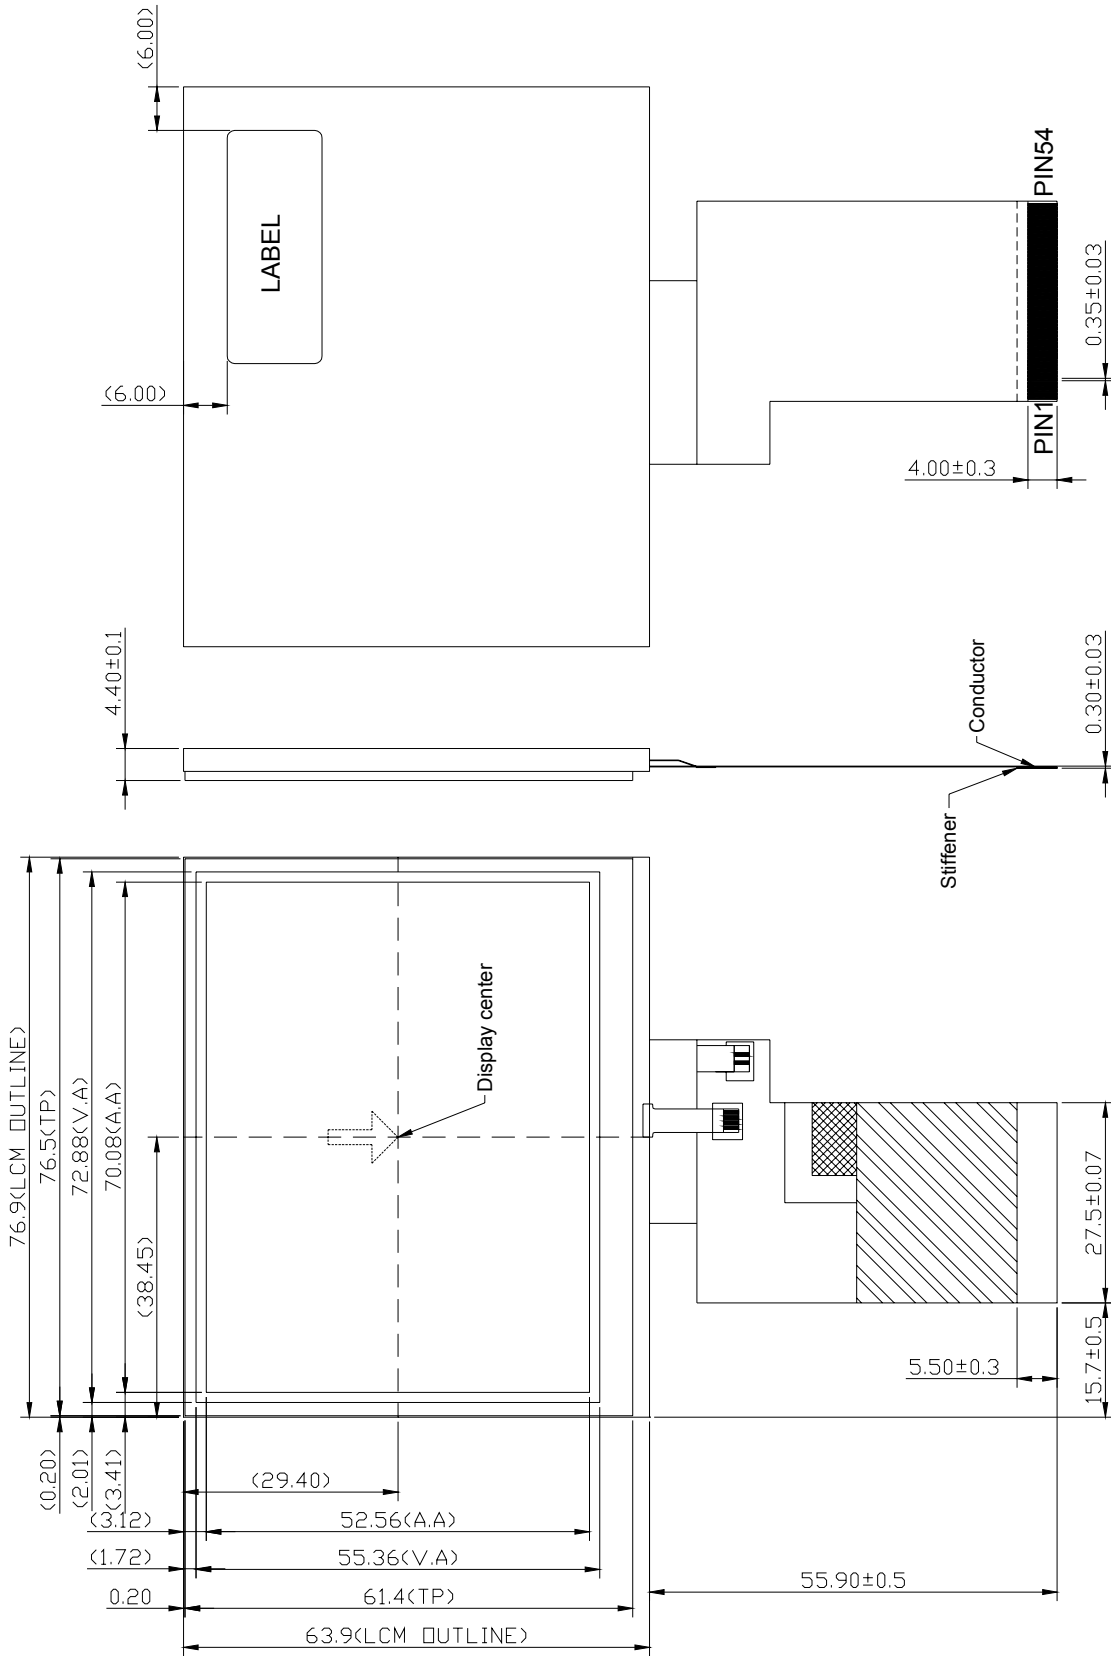 (6.00)
LABEL
(6.00)
PIN54
PIN1
0.35±0.03
4.00±0.3
4.40±0.1
Conductor
Stiffener
0.30±0.03
76.9(LCM OUTLINE)
76.5(TP)
72.88(V.A)
70.08(A.A)
(38.45)
Display center
(0.20)
(2.01)
(3.41)
(29.40)
(3.12)
52.56(A.A)
(1.72)
55.36(V.A)
0.20
61.4(TP)
63.9(LCM OUTLINE)
55.90±0.5
5.50±0.3
27.5±0.07
15.7±0.5